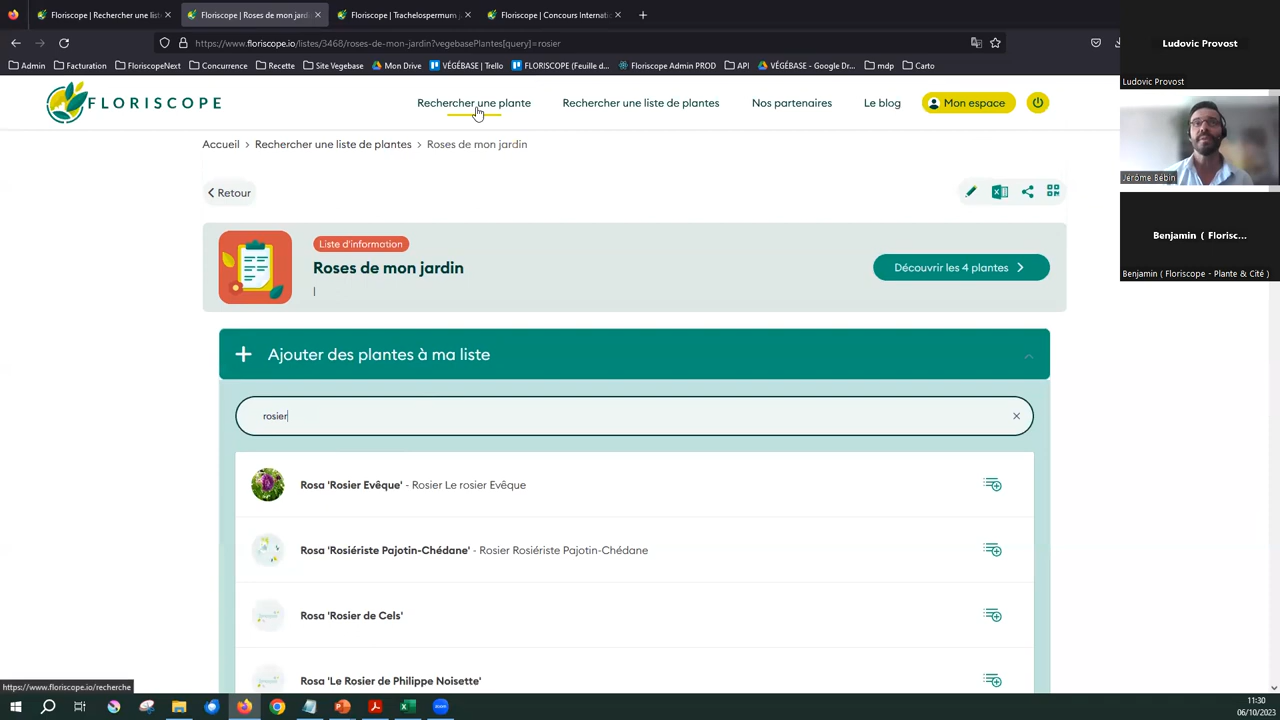 Floriscope | Rechercher une list
Floriscope | Roses de mon jardi
Floriscope | Trachelospermum j
Floriscope | Concours Internatio
https://www.floriscope.io/listes/3468/roses-de-mon-jardin?vegebasePlantes[query]=rosier
Admin
Facturation
FloriscopeNext
Concurrence
Recette
Site Vegebase
Mon Drive
VÉGÉBASE | Trello
FLORISCOPE (Feuille d...
Floriscope Admin PROD
API
VÉGÉBASE - Google Dr...
mdp
Carto
FLORISCOPE
Rechercher une plante
Rechercher une liste de plantes
Nos partenaires
Le blog
Mon espace
Accueil > Rechercher une liste de plantes > Roses de mon jardin
Retour
Liste d'information
Roses de mon jardin
|
Découvrir les 4 plantes
Ajouter des plantes à ma liste
rosier
Rosa 'Rosier Evêque' - Rosier Le rosier Evêque
Rosa 'Rosiériste Pajotin-Chédane' - Rosier Rosiériste Pajotin-Chédane
Rosa 'Rosier de Cels'
Rosa 'Le Rosier de Philippe Noisette'
https://www.floriscope.io/recherche
Ludovic Provost
Ludovic Provost
Jerôme Bébin
Benjamin ( Florisc...
Benjamin ( Floriscope - Plante & Cité )
zoom
11:30
06/10/2023